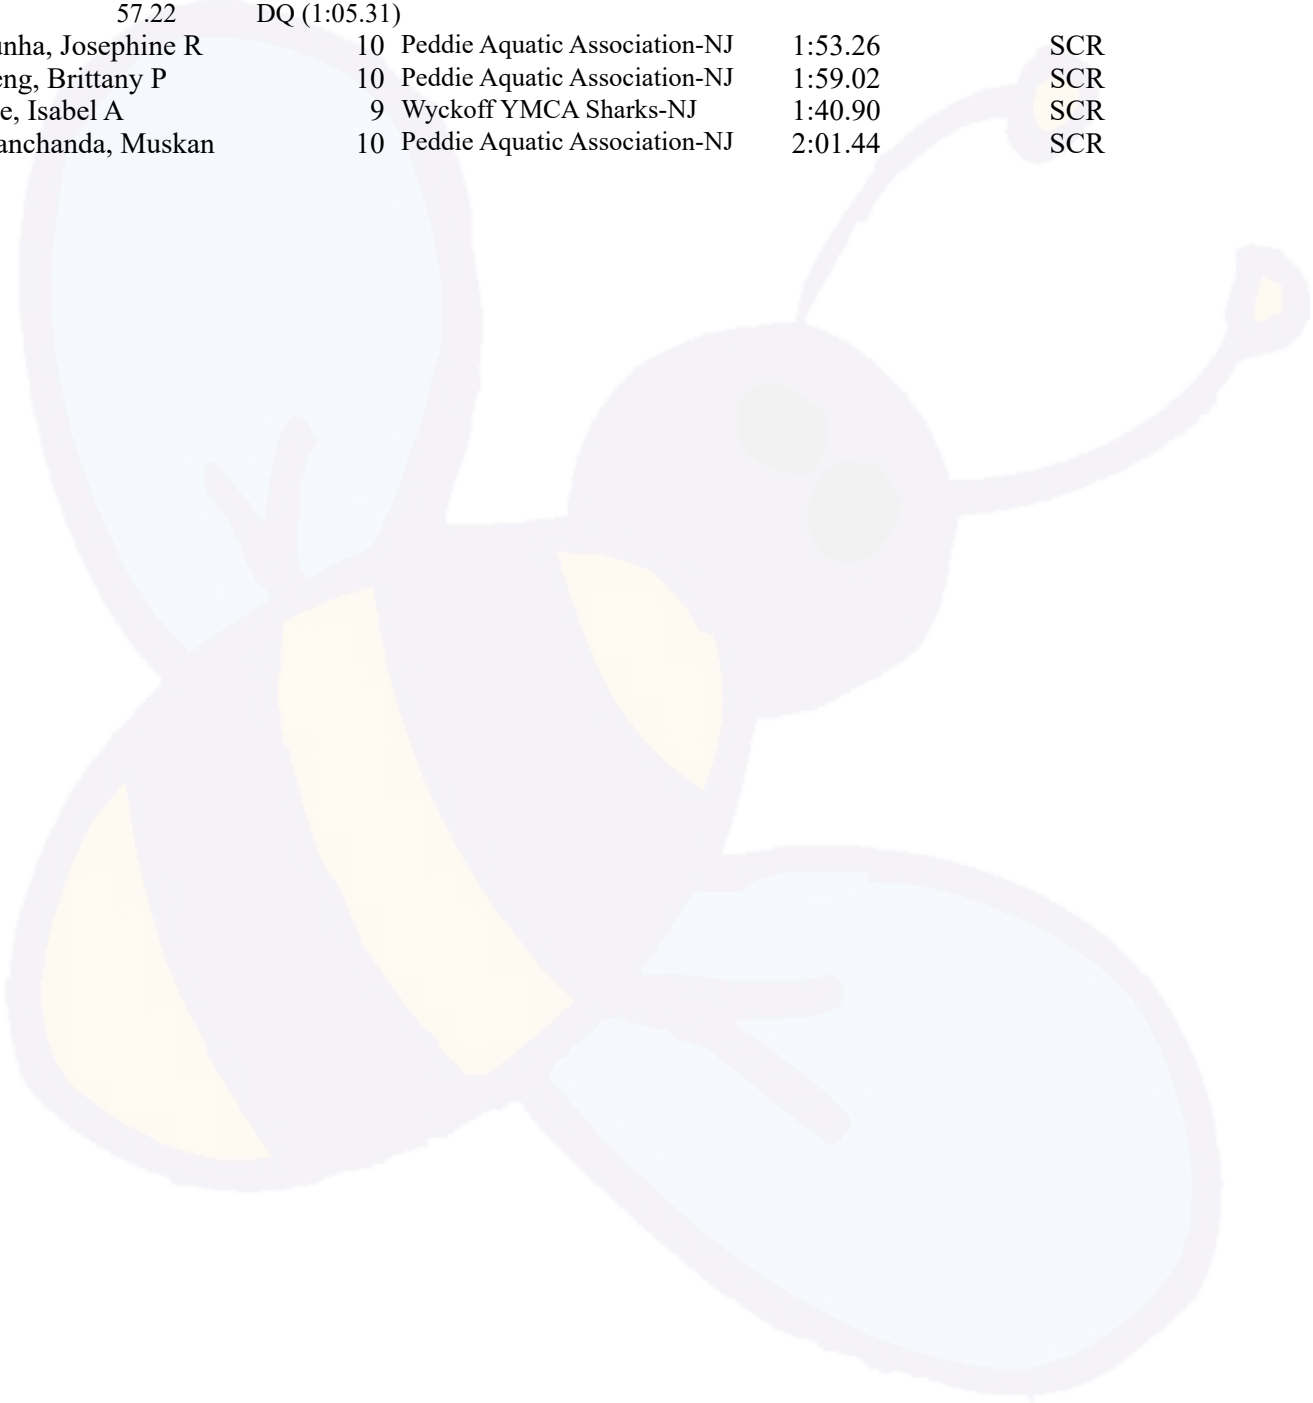 57.22 DQ (1:05.31)
unha, Josephine R 10 Peddie Aquatic Association-NJ 1:53.26 SCR
eng, Brittany P 10 Peddie Aquatic Association-NJ 1:59.02 SCR
e, Isabel A 9 Wyckoff YMCA Sharks-NJ 1:40.90 SCR
anchanda, Muskan 10 Peddie Aquatic Association-NJ 2:01.44 SCR